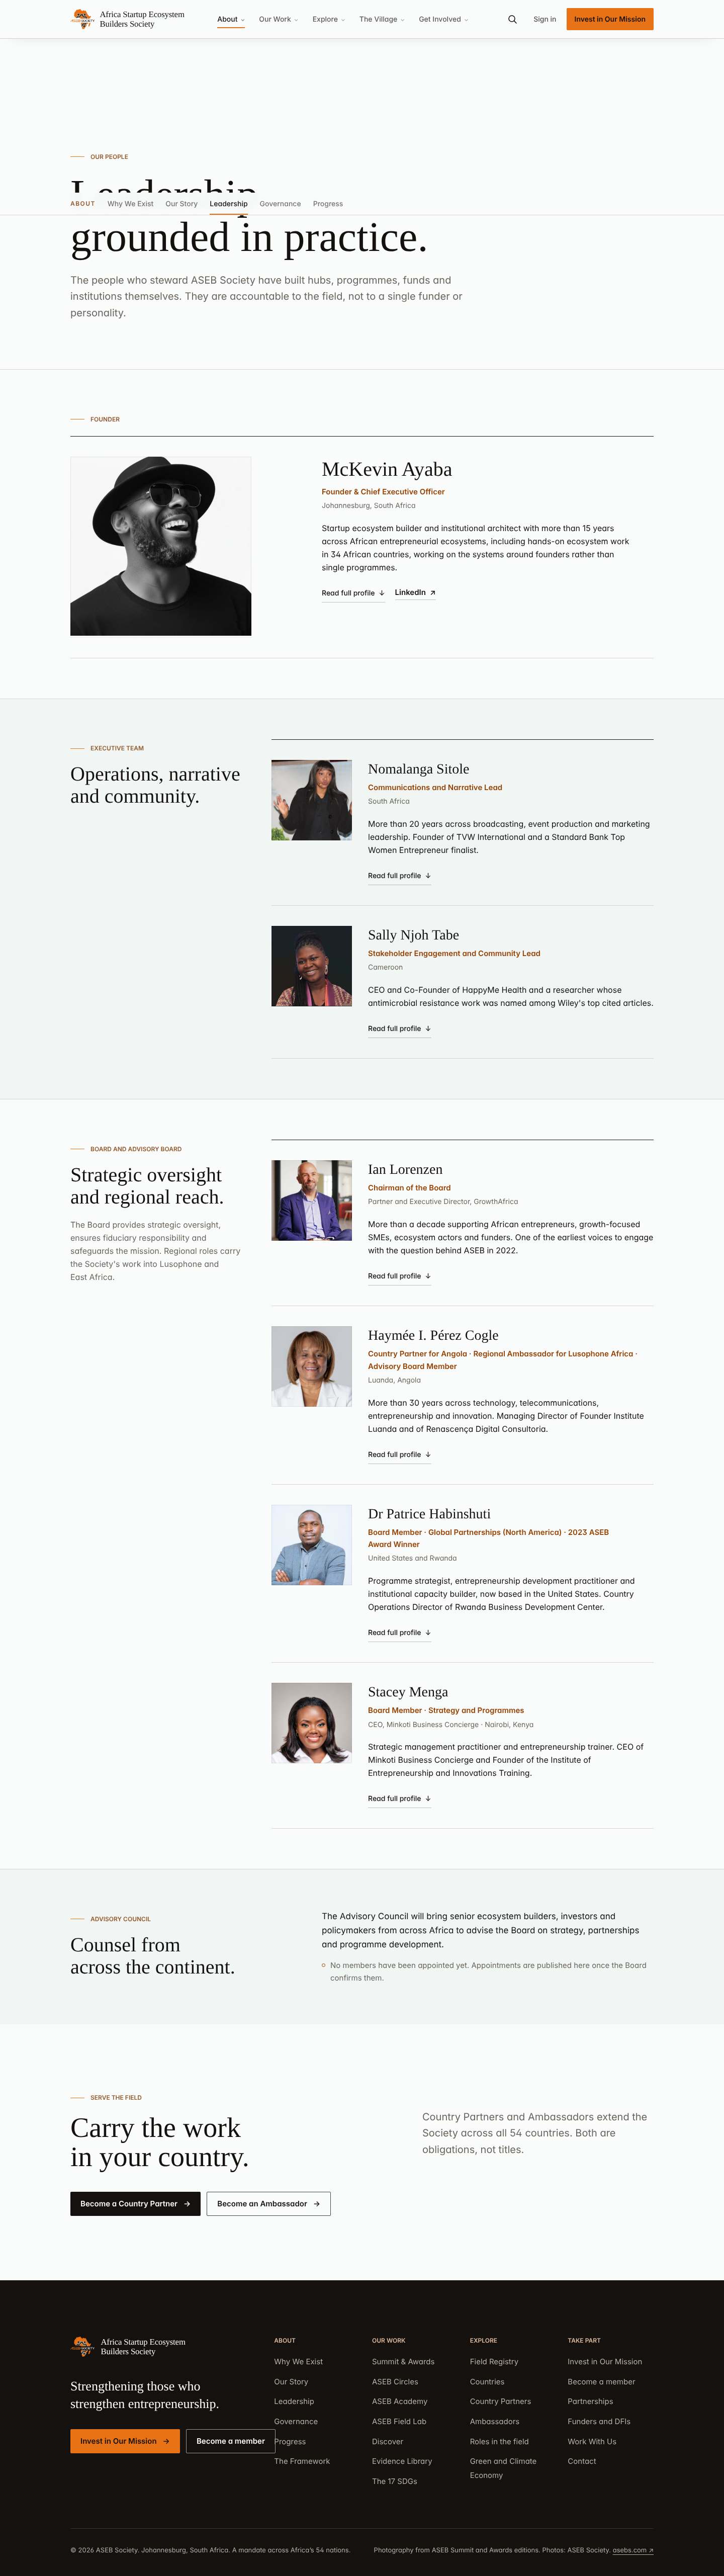 Africa Startup Ecosystem
Builders Society
About
Our Work
Explore
The Village
Get Involved
Sign in
Invest in Our Mission
OUR PEOPLE
Leadership
ABOUT
Why We Exist
Our Story
Leadership
Governance
Progress
grounded in practice.
The people who steward ASEB Society have built hubs, programmes, funds and
institutions themselves. They are accountable to the field, not to a single funder or
personality.
FOUNDER
McKevin Ayaba
Founder & Chief Executive Officer
Johannesburg, South Africa
Startup ecosystem builder and institutional architect with more than 15 years
across African entrepreneurial ecosystems, including hands-on ecosystem work
in 34 African countries, working on the systems around founders rather than
single programmes.
Read full profile ↓
LinkedIn ↗
EXECUTIVE TEAM
Operations, narrative
and community.
Nomalanga Sitole
Communications and Narrative Lead
South Africa
More than 20 years across broadcasting, event production and marketing
leadership. Founder of TVW International and a Standard Bank Top
Women Entrepreneur finalist.
Read full profile ↓
Sally Njoh Tabe
Stakeholder Engagement and Community Lead
Cameroon
CEO and Co-Founder of HappyMe Health and a researcher whose
antimicrobial resistance work was named among Wiley's top cited articles.
Read full profile ↓
BOARD AND ADVISORY BOARD
Strategic oversight
and regional reach.
The Board provides strategic oversight,
ensures fiduciary responsibility and
safeguards the mission. Regional roles carry
the Society's work into Lusophone and
East Africa.
Ian Lorenzen
Chairman of the Board
Partner and Executive Director, GrowthAfrica
More than a decade supporting African entrepreneurs, growth-focused
SMEs, ecosystem actors and funders. One of the earliest voices to engage
with the question behind ASEB in 2022.
Read full profile ↓
Haymée I. Pérez Cogle
Country Partner for Angola · Regional Ambassador for Lusophone Africa ·
Advisory Board Member
Luanda, Angola
More than 30 years across technology, telecommunications,
entrepreneurship and innovation. Managing Director of Founder Institute
Luanda and of Renascença Digital Consultoria.
Read full profile ↓
Dr Patrice Habinshuti
Board Member · Global Partnerships (North America) · 2023 ASEB
Award Winner
United States and Rwanda
Programme strategist, entrepreneurship development practitioner and
institutional capacity builder, now based in the United States. Country
Operations Director of Rwanda Business Development Center.
Read full profile ↓
Stacey Menga
Board Member · Strategy and Programmes
CEO, Minkoti Business Concierge · Nairobi, Kenya
Strategic management practitioner and entrepreneurship trainer. CEO of
Minkoti Business Concierge and Founder of the Institute of
Entrepreneurship and Innovations Training.
Read full profile ↓
ADVISORY COUNCIL
Counsel from
across the continent.
The Advisory Council will bring senior ecosystem builders, investors and
policymakers from across Africa to advise the Board on strategy, partnerships
and programme development.
No members have been appointed yet. Appointments are published here once the Board
confirms them.
SERVE THE FIELD
Carry the work
in your country.
Country Partners and Ambassadors extend the
Society across all 54 countries. Both are
obligations, not titles.
Become a Country Partner →
Become an Ambassador →
Africa Startup Ecosystem
Builders Society
Strengthening those who
strengthen entrepreneurship.
Invest in Our Mission →
Become a member
ABOUT
Why We Exist
Our Story
Leadership
Governance
Progress
The Framework
OUR WORK
Summit & Awards
ASEB Circles
ASEB Academy
ASEB Field Lab
Discover
Evidence Library
The 17 SDGs
EXPLORE
Field Registry
Countries
Country Partners
Ambassadors
Roles in the field
Green and Climate
Economy
TAKE PART
Invest in Our Mission
Become a member
Partnerships
Funders and DFIs
Work With Us
Contact
© 2026 ASEB Society. Johannesburg, South Africa. A mandate across Africa's 54 nations.
Photography from ASEB Summit and Awards editions. Photos: ASEB Society. asebs.com ↗